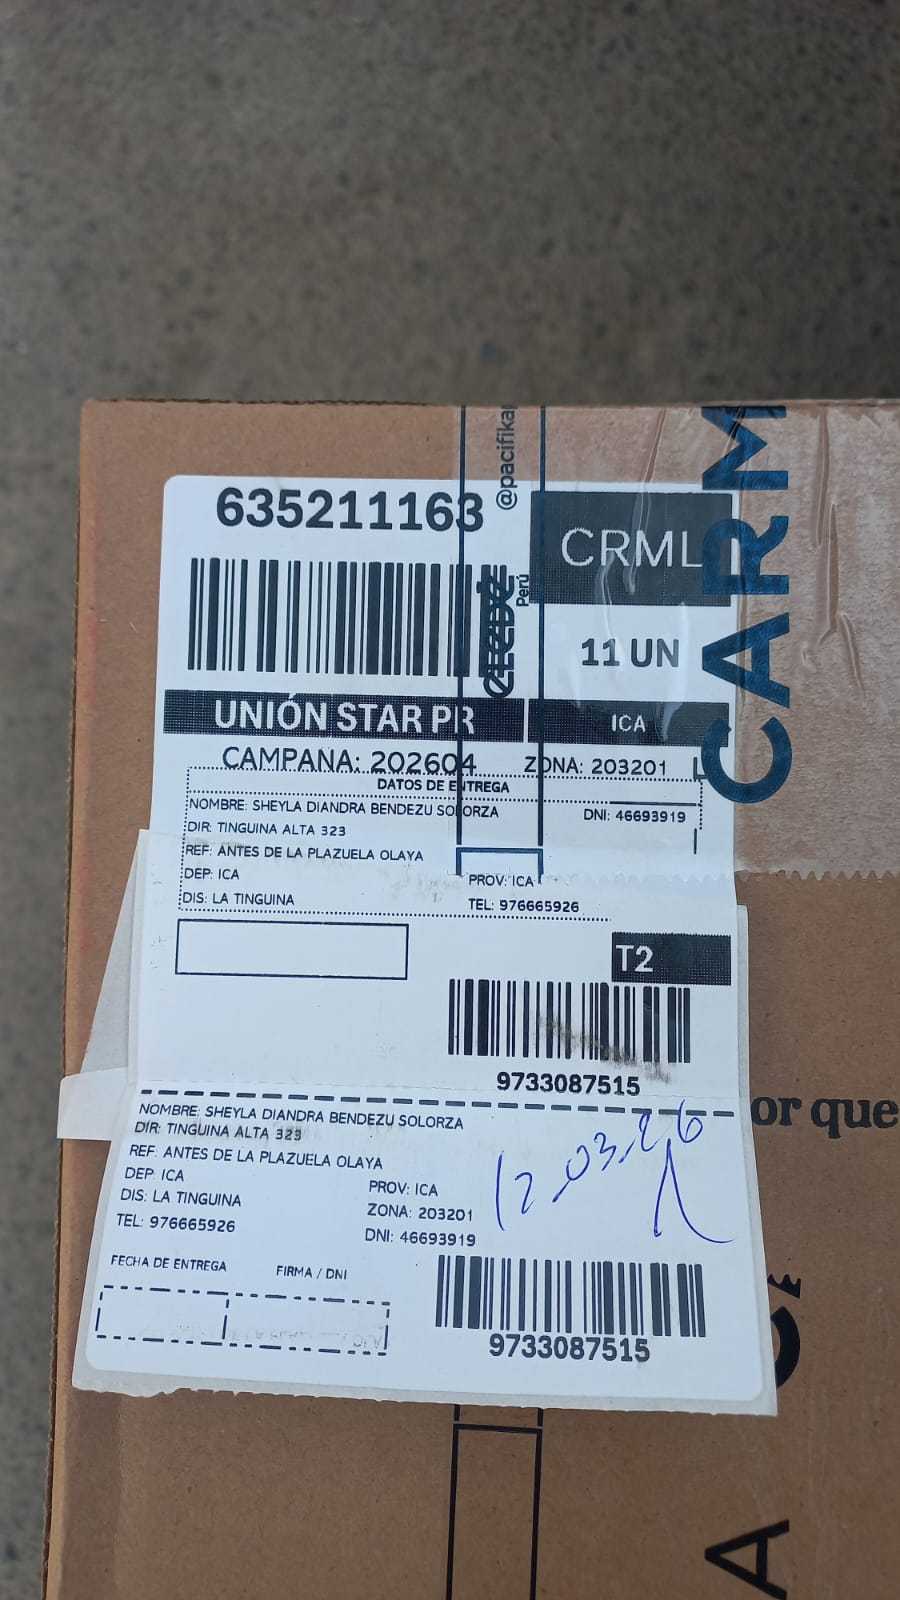 635211163
@pacifika
CRML
elebé
Perú
11 UN
CARM
UNIÓN STAR PR
ICA
CAMPAÑA: 202604
ZONA: 203201
DATOS DE ENTREGA
NOMBRE: SHEYLA DIANDRA BENDEZU SOLORZA
DNI: 46693919
DIR: TINGUINA ALTA 323
REF: ANTES DE LA PLAZUELA OLAYA
DEP: ICA
PROV: ICA
DIS: LA TINGUINA
TEL: 976665926
T2
9733087515
or que
NOMBRE: SHEYLA DIANDRA BENDEZU SOLORZA
DIR: TINGUINA ALTA 323
REF: ANTES DE LA PLAZUELA OLAYA
12.03.26
DEP: ICA
PROV: ICA
DIS: LA TINGUINA
ZONA: 203201
TEL: 976665926
DNI: 46693919
FECHA DE ENTREGA
FIRMA / DNI
9733087515
A